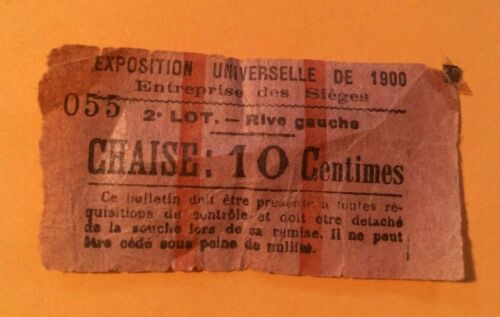 EXPOSITION UNIVERSELLE DE 1900
Entreprise des Sièges
055
2e LOT. — Rive gauche
CHAISE: 10 Centimes
Ce bulletin doit être présenté à toutes ré-
quisitions du contrôle et doit être détaché
de la souche lors de sa remise. Il ne peut
être cédé sous peine de nullité.